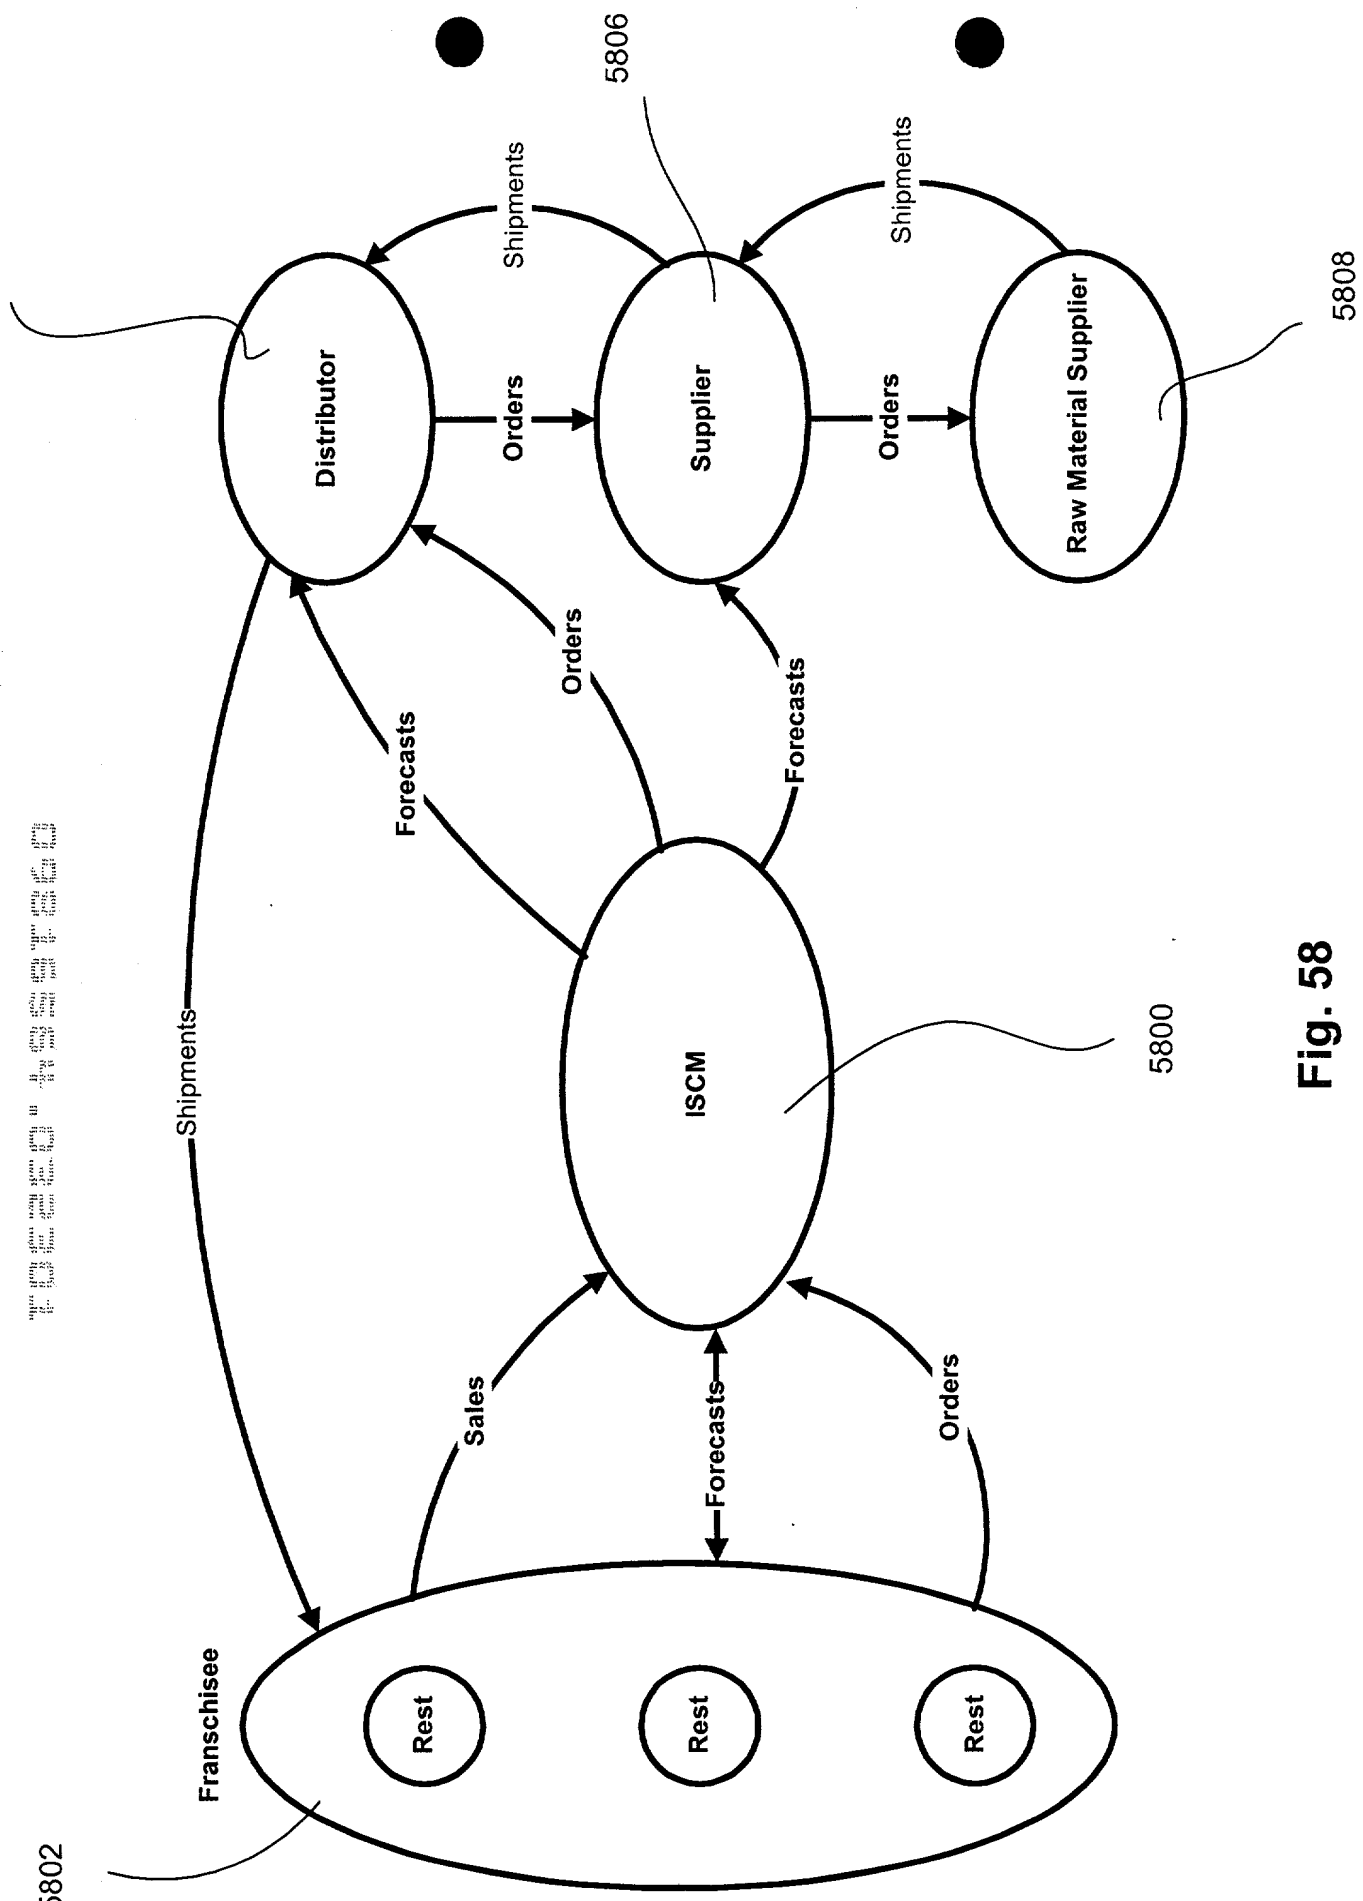 5802
Franschisee
Rest
Rest
Rest
Shipments
Sales
Forecasts
Orders
ISCM
5800
Forecasts
Orders
Forecasts
Distributor
Orders
Shipments
Supplier
5806
Orders
Shipments
Raw Material Supplier
5808
Fig. 58